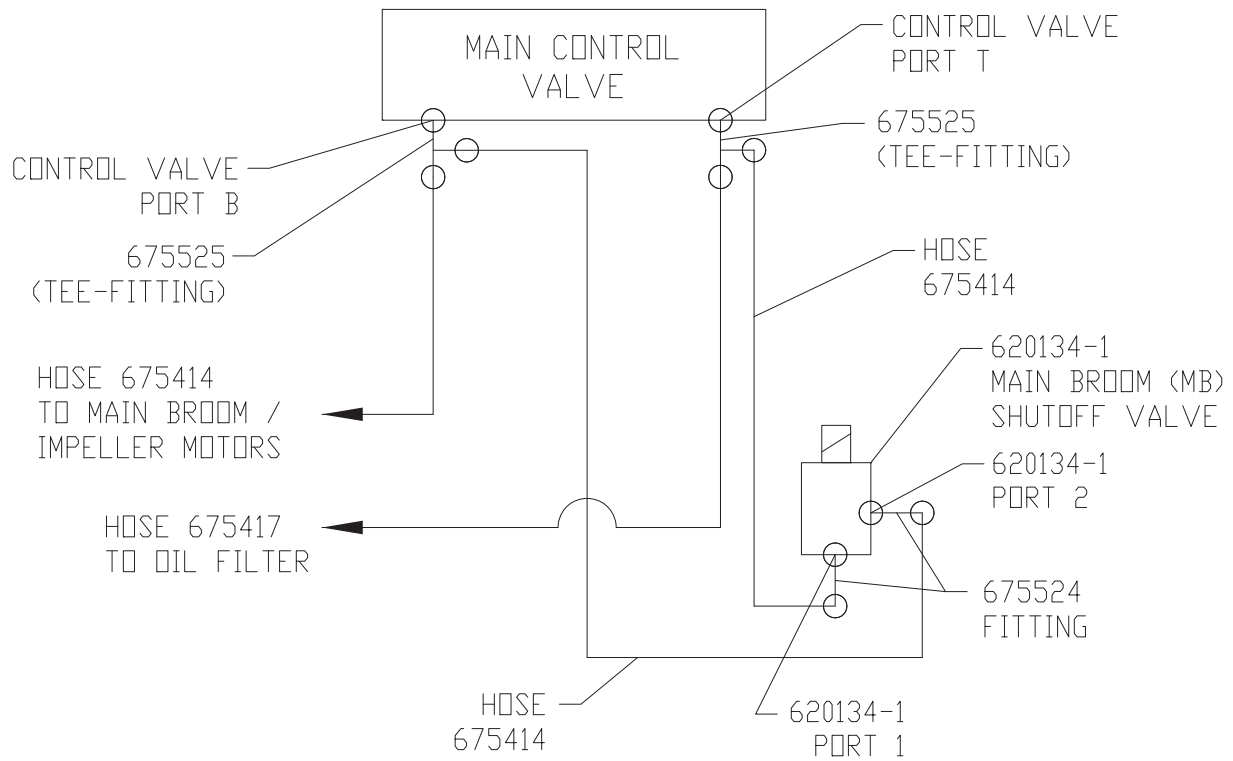 MAIN CONTROL
VALVE
CONTROL VALVE
PORT T
675525
(TEE-FITTING)
CONTROL VALVE
PORT B
675525
(TEE-FITTING)
HOSE
675414
HOSE 675414
TO MAIN BROOM /
IMPELLER MOTORS
620134-1
MAIN BROOM (MB)
SHUTOFF VALVE
620134-1
PORT 2
HOSE 675417
TO OIL FILTER
675524
FITTING
HOSE
675414
620134-1
PORT 1